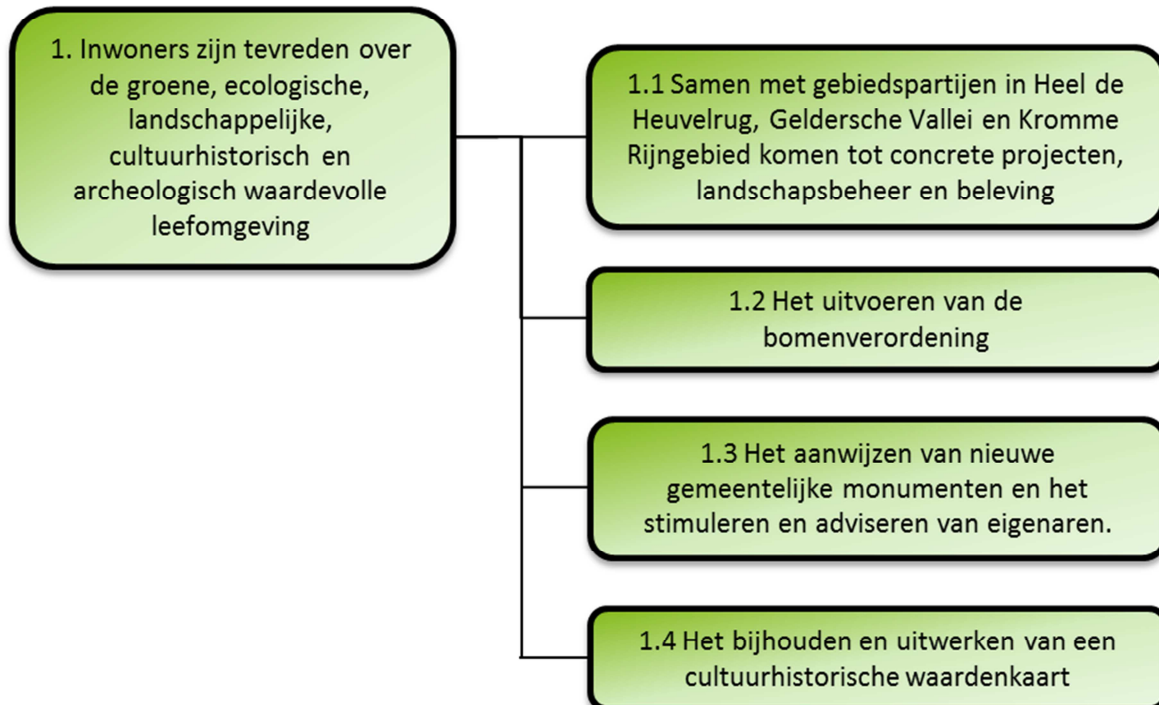 1. Inwoners zijn tevreden over
de groene, ecologische,
landschappelijke,
cultuurhistorisch en
archeologisch waardevolle
leefomgeving
1.1 Samen met gebiedspartijen in Heel de
Heuvelrug, Geldersche Vallei en Kromme
Rijngebied komen tot concrete projecten,
landschapsbeheer en beleving
1.2 Het uitvoeren van de
bomenverordening
1.3 Het aanwijzen van nieuwe
gemeentelijke monumenten en het
stimuleren en adviseren van eigenaren.
1.4 Het bijhouden en uitwerken van een
cultuurhistorische waardenkaart